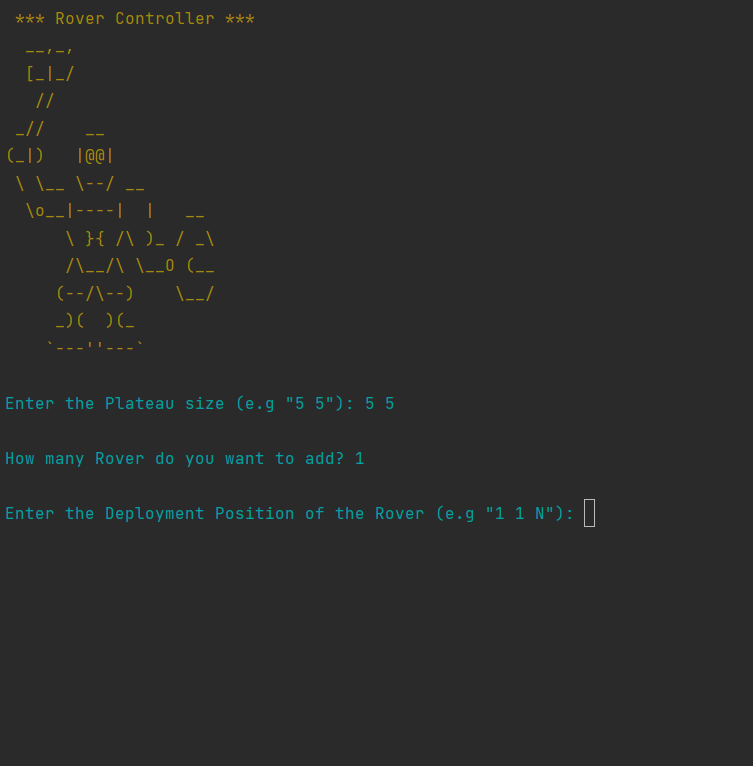 *** Rover Controller ***
  __,_,
  [_|_/
   //
 _//    __
(_|)   |@@|
 \ \__ \--/ __
  \o__|----|  |   __
      \ }{ /\ )_ / _\
      /\__/\ \__O (__
     (--/\--)    \__/
     _)(  )(_
    `---''---`
Enter the Plateau size (e.g "5 5"): 5 5
How many Rover do you want to add? 1
Enter the Deployment Position of the Rover (e.g "1 1 N"):